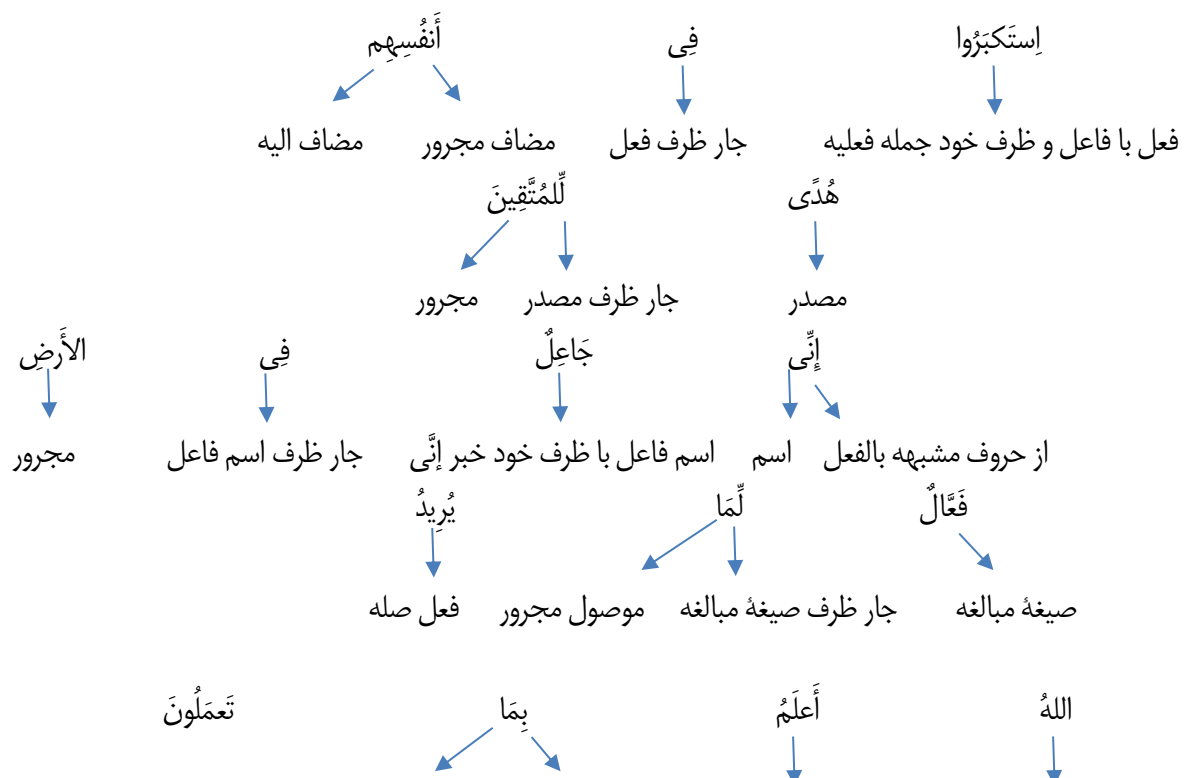 اِستَكبَرُوا فِى أَنفُسِهِم
فعل با فاعل و ظرف خود جمله فعلیه جار ظرف فعل مضاف مجرور مضاف الیه
هُدًى لِّلمُتَّقِينَ
مصدر جار ظرف مصدر مجرور
إِنِّى جَاعِلٌ فِى الأَرضِ
از حروف مشبهه بالفعل اسم اسم فاعل با ظرف خود خبر إنَّی جار ظرف اسم فاعل مجرور
فَعَّالٌ لِّمَا يُرِيدُ
صیغهٔ مبالغه جار ظرف صیغهٔ مبالغه موصول مجرور فعل صله
اللهُ أَعلَمُ بِمَا تَعمَلُونَ